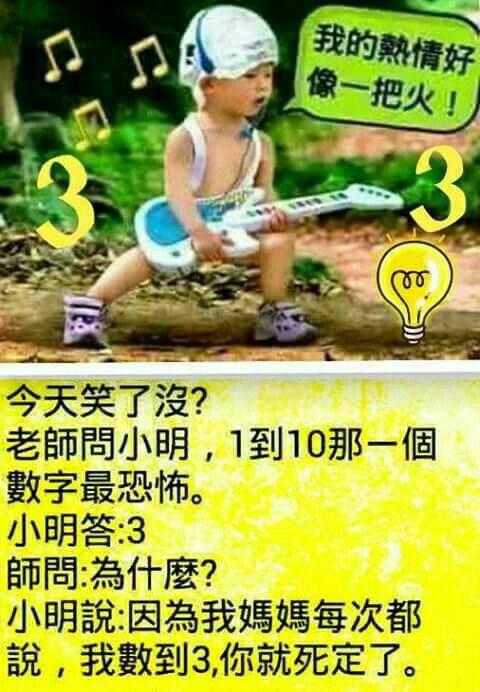 我的熱情好
像一把火！
3
3
今天笑了沒?
老師問小明，1到10那一個
數字最恐怖。
小明答:3
師問:為什麼?
小明說:因為我媽媽每次都
說，我數到3,你就死定了。